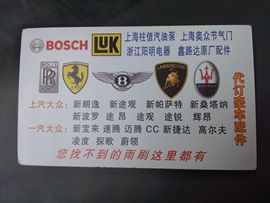 BOSCH LUK 上海柱信汽油泵 上海奥众节气门
浙江阳明电器 鑫路达原厂配件
LAMBORGHINI
代订豪车配件
上汽大众：新朗逸 新途观 新帕萨特 新桑塔纳
新波罗 途昂 途观 途锐 辉昂
一汽大众：新宝来 速腾 迈腾 CC 新捷达 高尔夫
凌度 探歌 蔚领
您找不到的雨刷这里都有